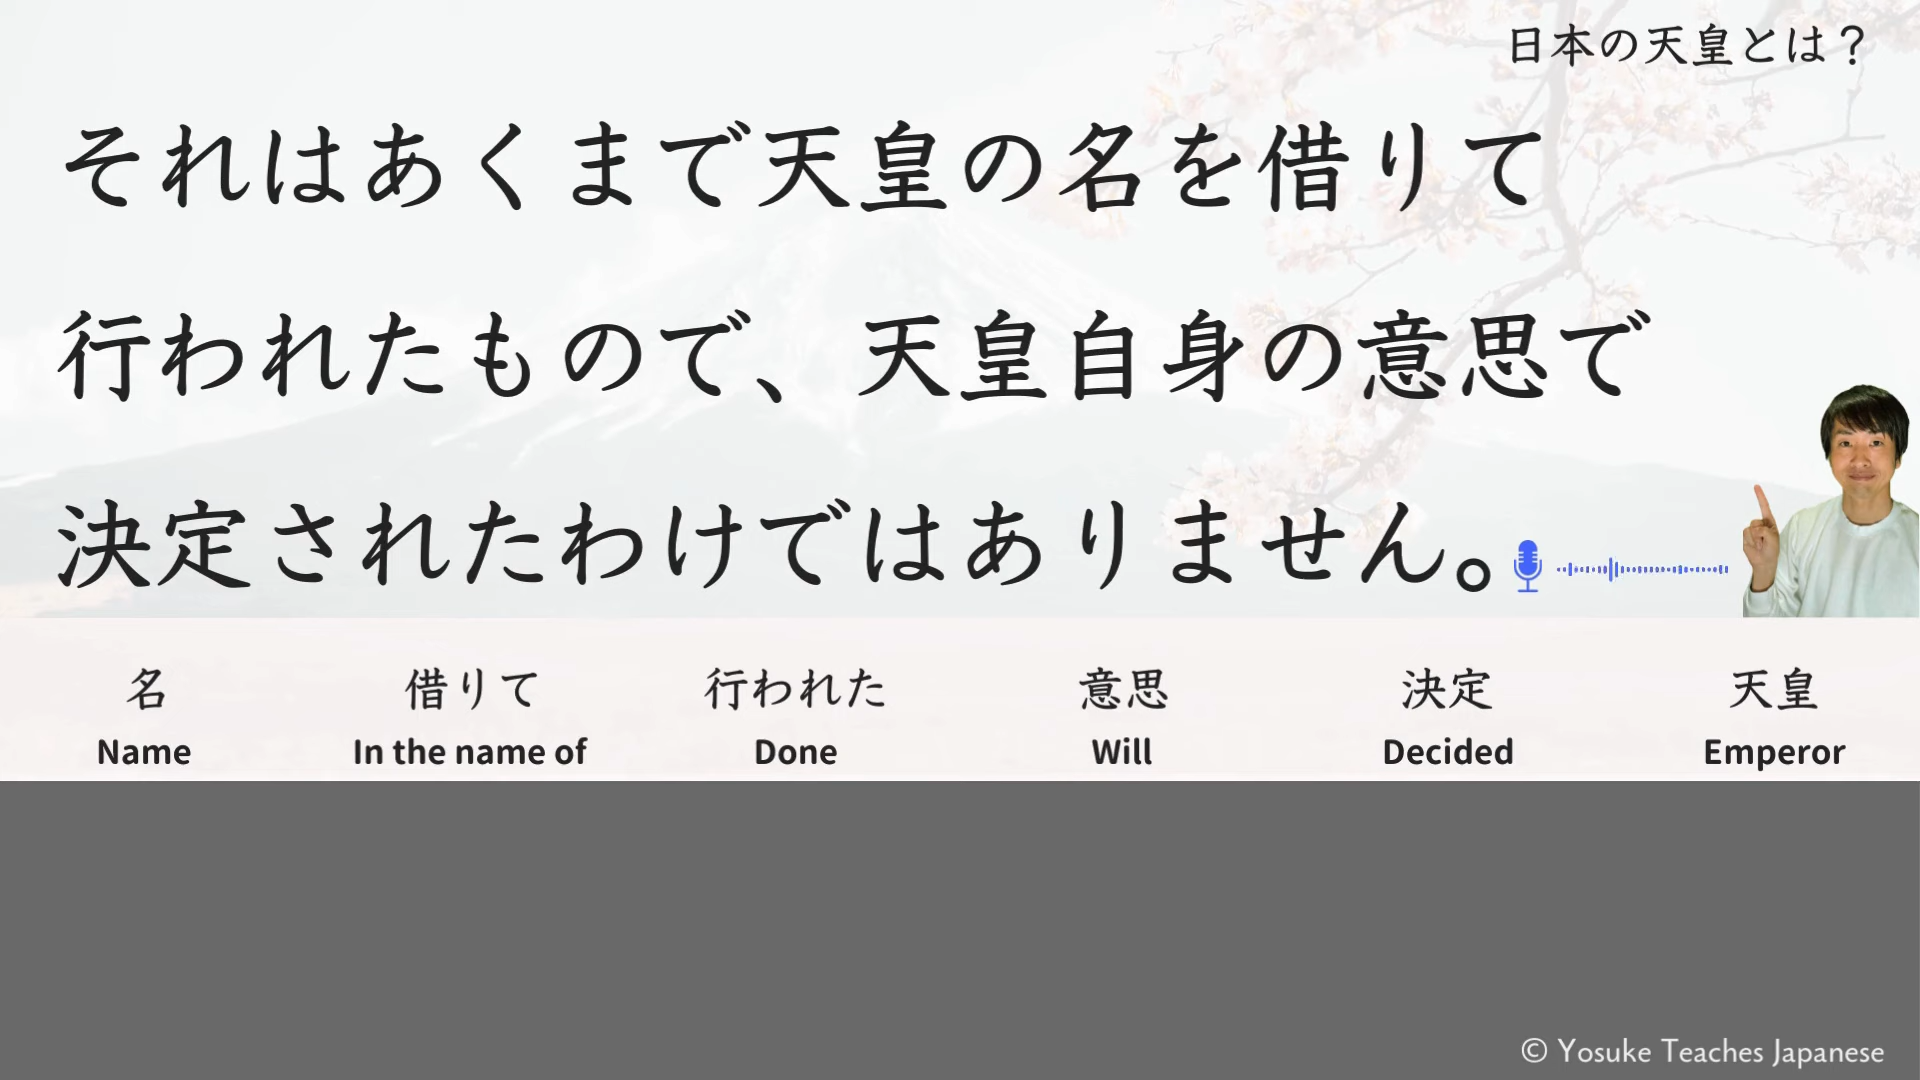 日本の天皇とは？
それはあくまで天皇の名を借りて
行われたもので、天皇自身の意思で
決定されたわけではありません。
名 借りて 行われた 意思 決定 天皇
Name In the name of Done Will Decided Emperor
© Yosuke Teaches Japanese